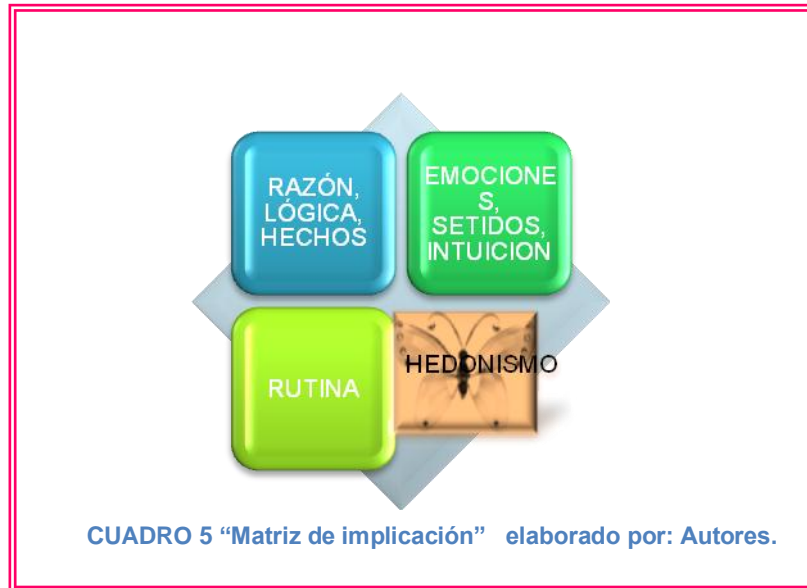 RAZÓN,
LÓGICA,
HECHOS
EMOCIONE
S,
SETIDOS,
INTUICION
RUTINA
HEDONISMO
CUADRO 5 “Matriz de implicación” elaborado por: Autores.